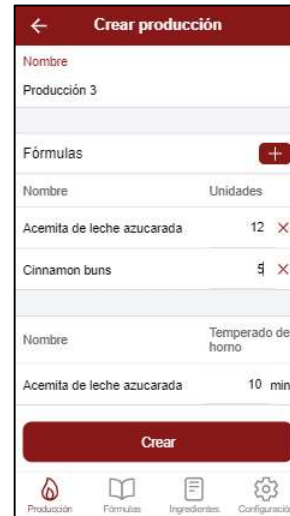 Crear producción
Nombre
Producción 3
Fórmulas
Nombre Unidades
Acemita de leche azucarada 12
Cinnamon buns 5
Nombre Temperado de horno
Acemita de leche azucarada 10 min
Crear
Producción Fórmulas Ingredientes Configuración